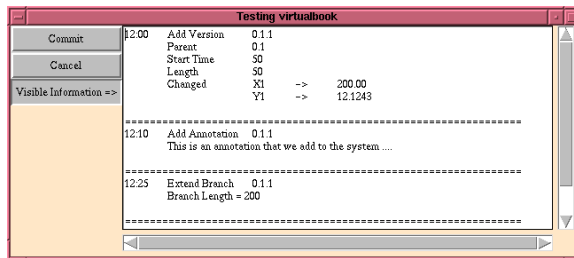 Testing virtualbook
Commit
Cancel
Visible Information =>
12:00 Add Version 0.1.1
Parent 0.1
Start Time 50
Length 50
Changed X1 -> 200.00
Y1 -> 12.1243
==========================================================
12:10 Add Annotation 0.1.1
This is an annotation that we add to the system ....
==========================================================
12:25 Extend Branch 0.1.1
Branch Length = 200
==========================================================